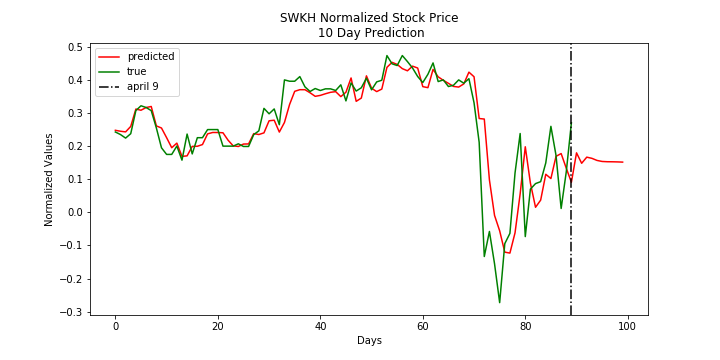 SWKH Normalized Stock Price
10 Day Prediction
predicted
true
april 9
Normalized Values
0.5
0.4
0.3
0.2
0.1
0.0
−0.1
−0.2
−0.3
0 20 40 60 80 100
Days